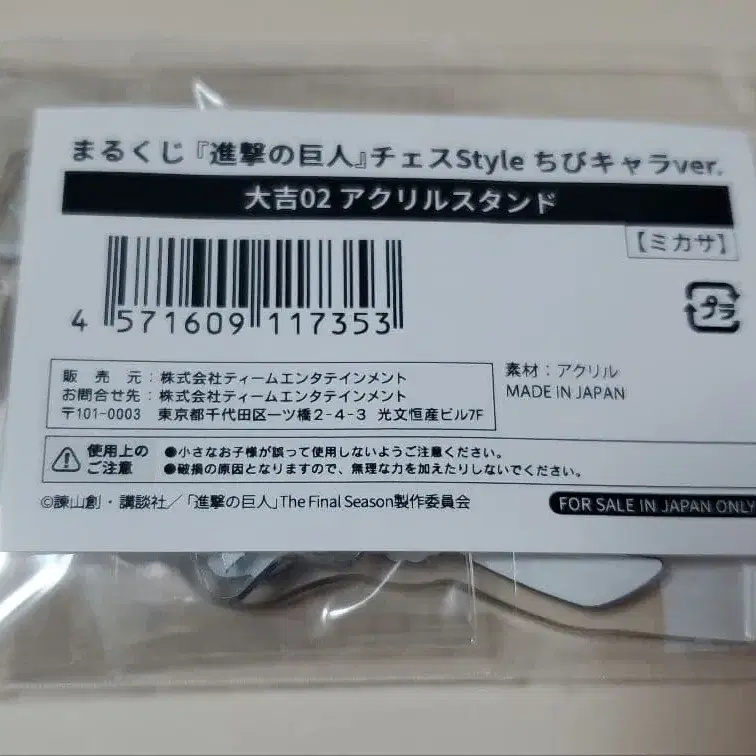 まるくじ『進撃の巨人』チェスStyle ちびキャラver.
大吉02 アクリルスタンド
【ミカサ】
4 571609 117353
プラ
販 売 元：株式会社ティームエンタテインメント
お問合せ先：株式会社ティームエンタテインメント
〒101-0003 東京都千代田区一ツ橋2-4-3 光文恒産ビル7F
素材：アクリル
MADE IN JAPAN
使用上の
ご注意
●小さなお子様が誤って使用しないようご注意ください。
●破損の原因となりますので、無理な力を加えたりしないでください。
©諫山創・講談社／「進撃の巨人」The Final Season製作委員会
FOR SALE IN JAPAN ONLY